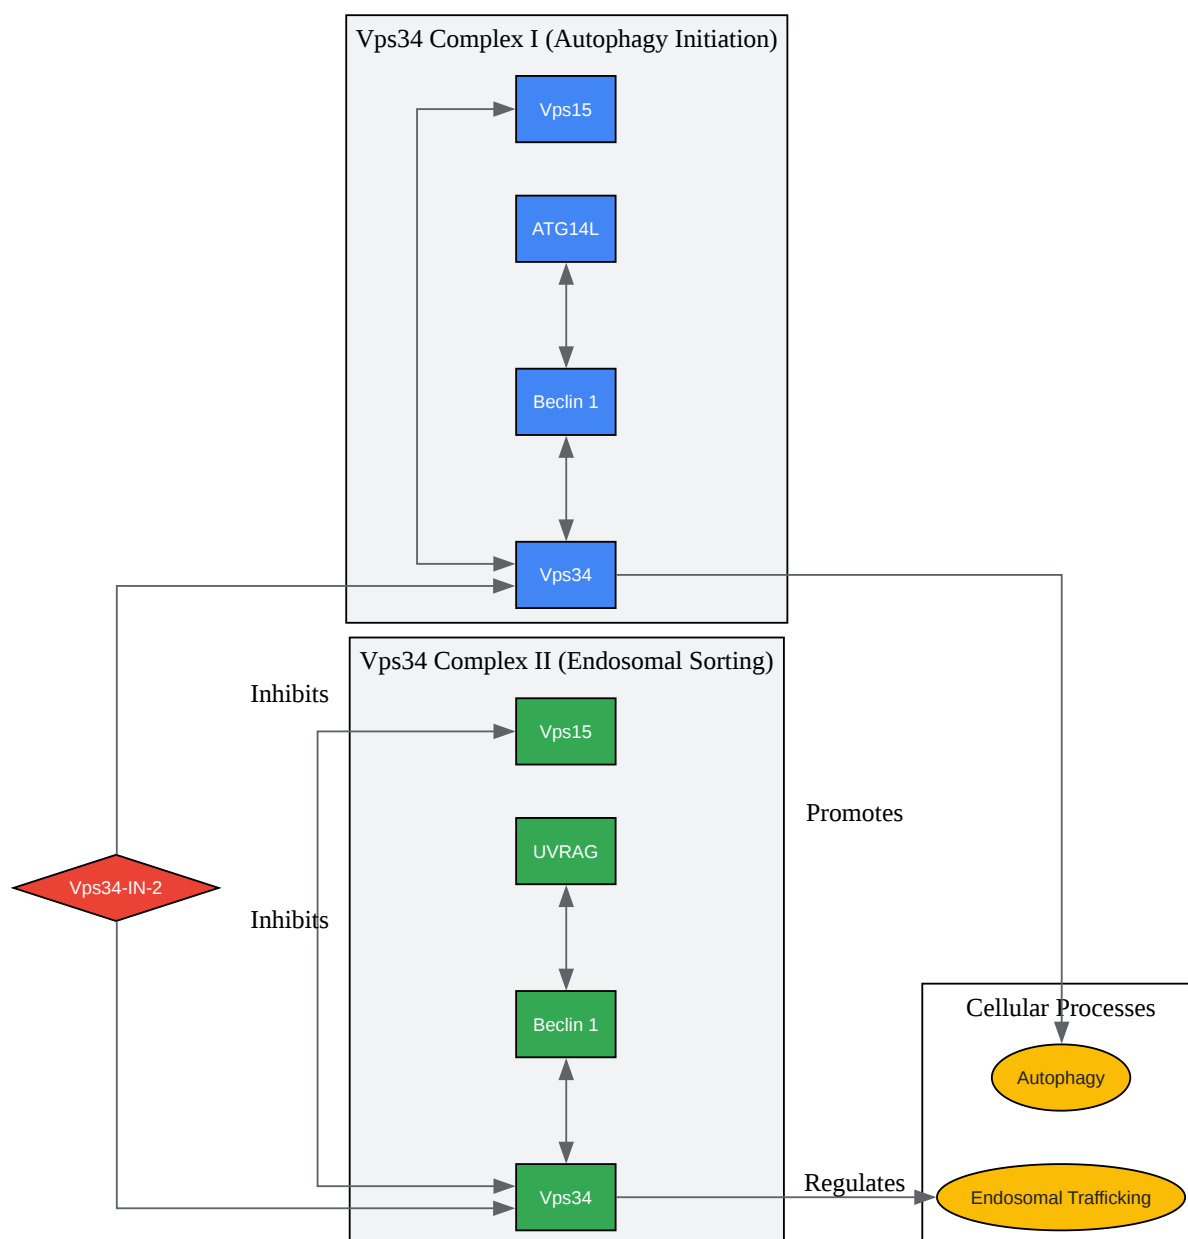 Vps34 Complex I (Autophagy Initiation)
Vps15
ATG14L
Beclin 1
Vps34
Vps34 Complex II (Endosomal Sorting)
Inhibits
Vps15
Promotes
UVRAG
Vps34-IN-2
Inhibits
Cellular Processes
Beclin 1
Autophagy
Regulates
Vps34
Endosomal Trafficking